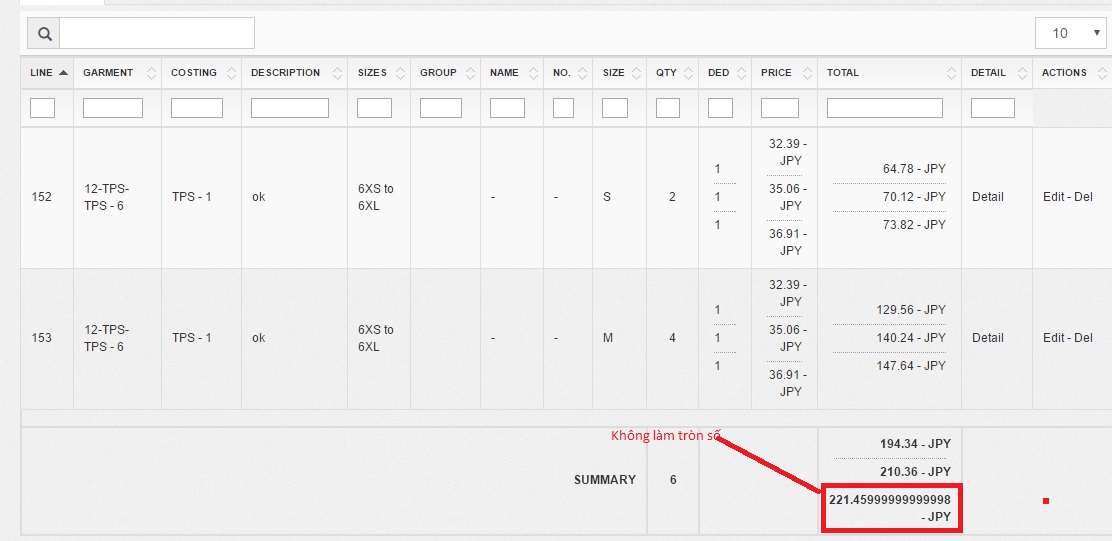 10
LINE GARMENT COSTING DESCRIPTION SIZES GROUP NAME NO. SIZE QTY DED PRICE TOTAL DETAIL ACTIONS
152
12-TPS-
TPS - 6
TPS - 1
ok
6XS to
6XL
-
-
S
2
1
1
1
32.39 -
JPY
35.06 -
JPY
36.91 -
JPY
64.78 - JPY
70.12 - JPY
73.82 - JPY
Detail
Edit - Del
153
12-TPS-
TPS - 6
TPS - 1
ok
6XS to
6XL
-
-
M
4
1
1
1
32.39 -
JPY
35.06 -
JPY
36.91 -
JPY
129.56 - JPY
140.24 - JPY
147.64 - JPY
Detail
Edit - Del
Không làm tròn số
SUMMARY
6
194.34 - JPY
210.36 - JPY
221.45999999999998
- JPY